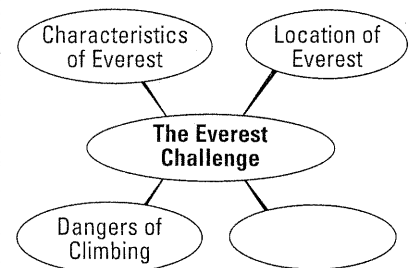 Characteristics
of Everest
Location of
Everest
The Everest
Challenge
Dangers of
Climbing